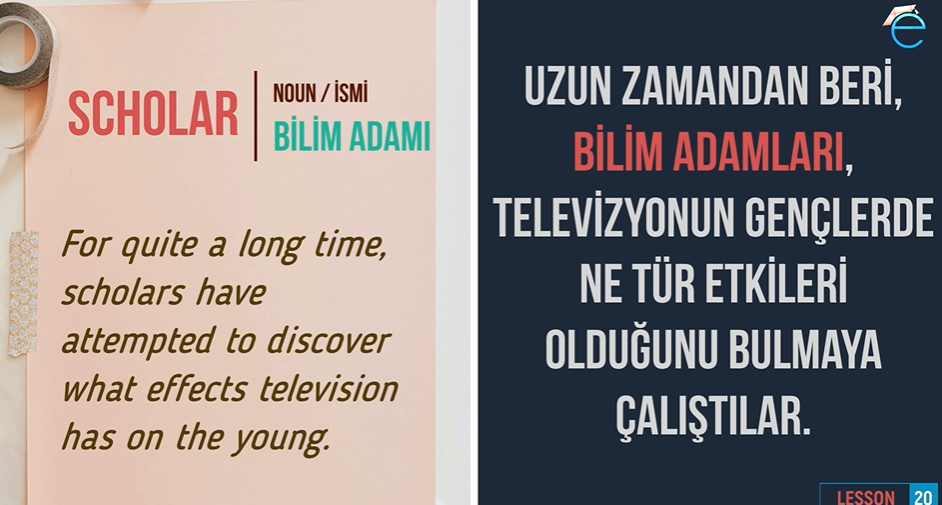 SCHOLAR
NOUN / İSMİ
BİLİM ADAMI
For quite a long time,
scholars have
attempted to discover
what effects television
has on the young.
e
UZUN ZAMANDAN BERİ,
BİLİM ADAMLARI,
TELEVİZYONUN GENÇLERDE
NE TÜR ETKİLERİ
OLDUĞUNU BULMAYA
ÇALIŞTILAR.
LESSON 20